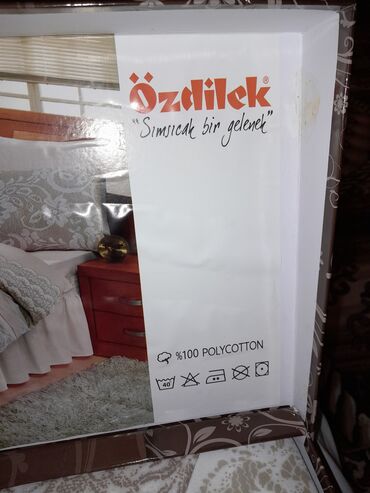 Özdilek®
"Sımsıcak bir gelenek"
%100 POLYCOTTON
40